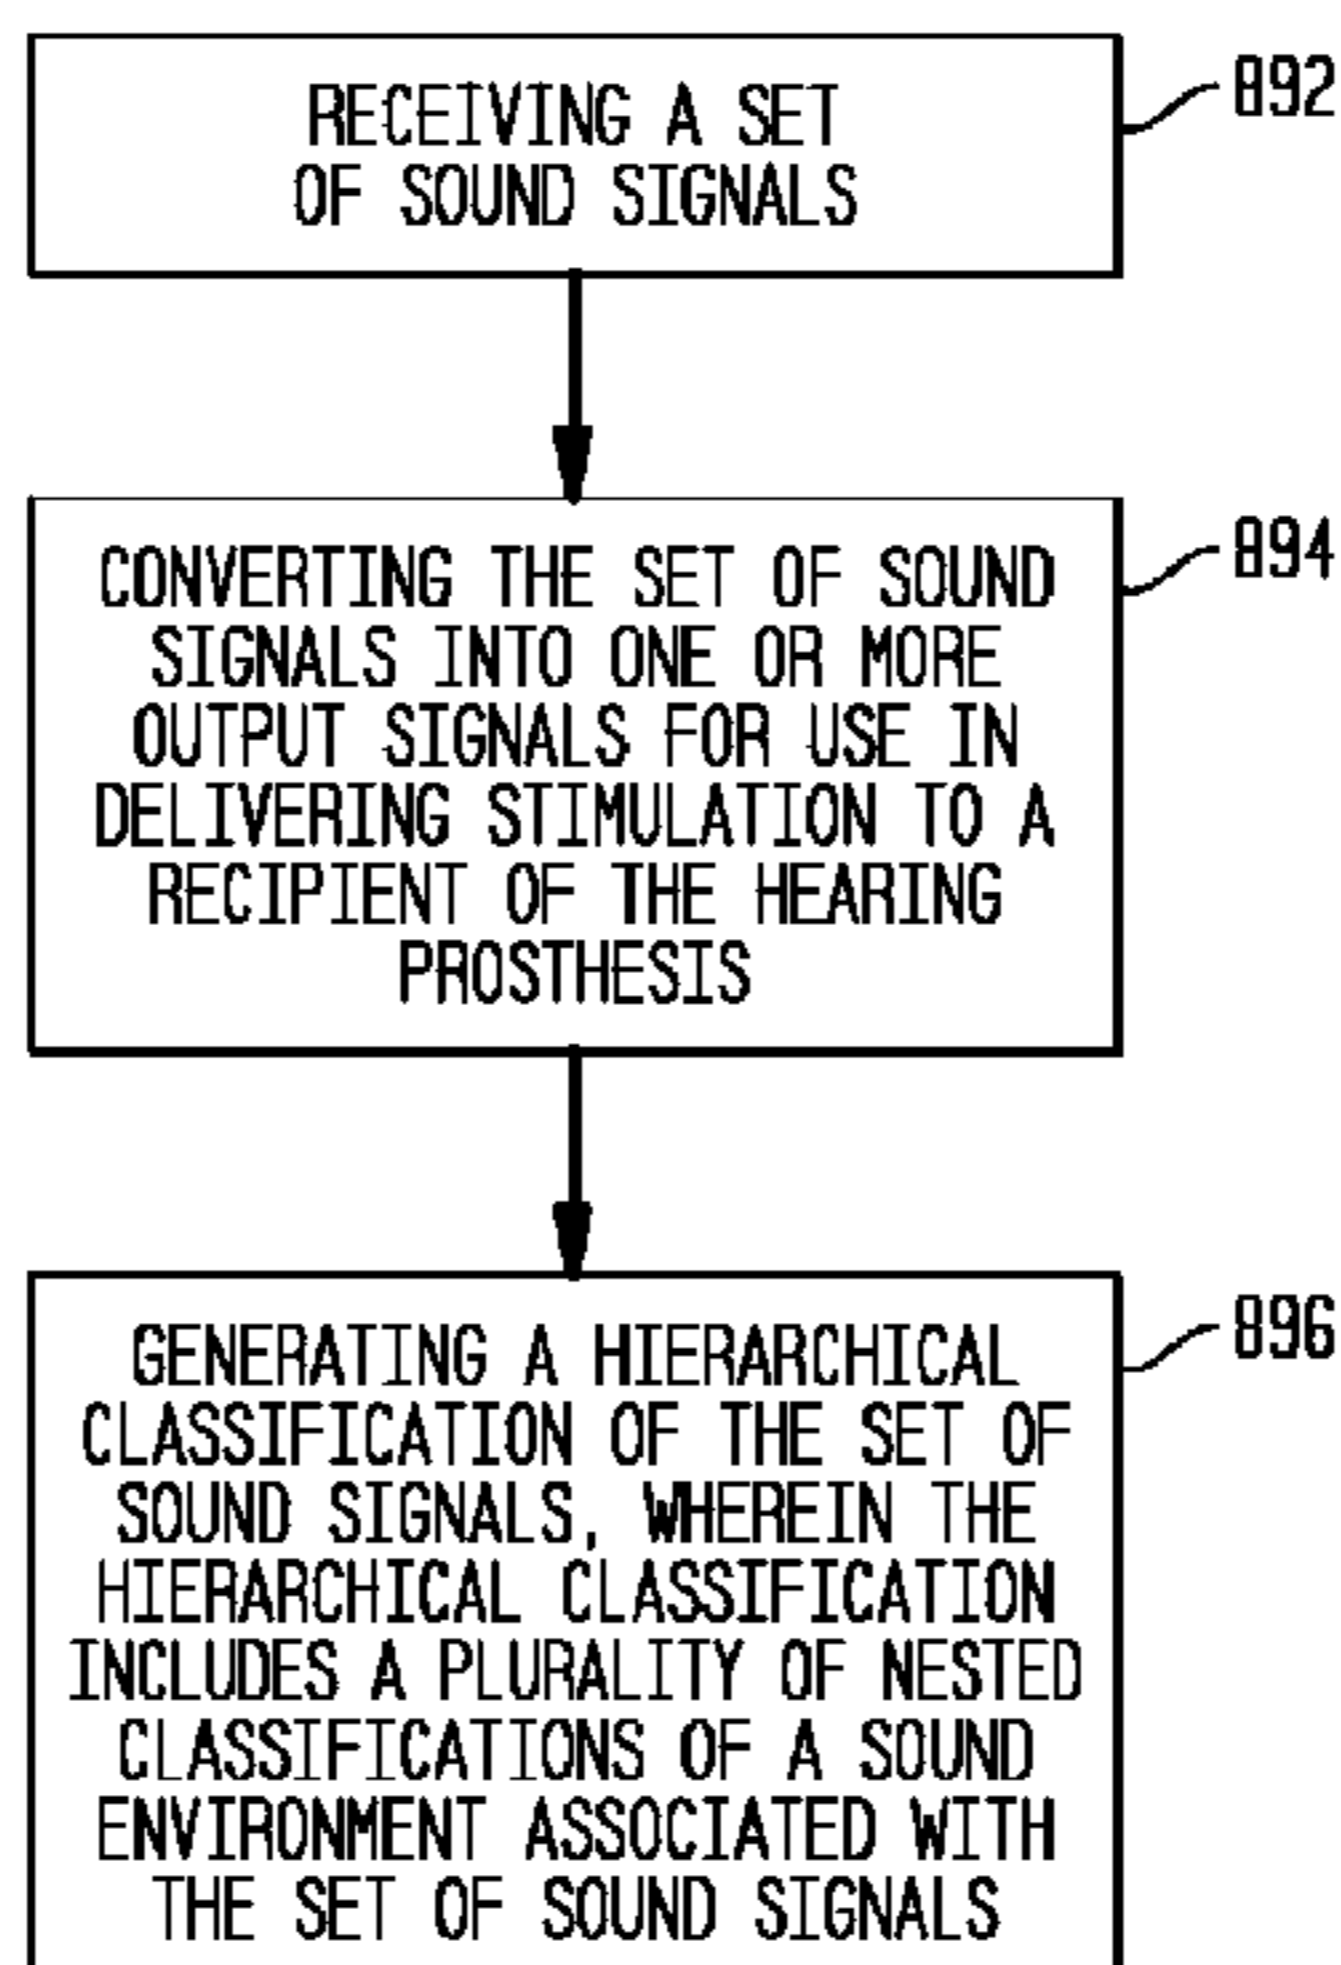 RECEIVING A SET
OF SOUND SIGNALS
892
CONVERTING THE SET OF SOUND
SIGNALS INTO ONE OR MORE
OUTPUT SIGNALS FOR USE IN
DELIVERING STIMULATION TO A
RECIPIENT OF THE HEARING
PROSTHESIS
894
GENERATING A HIERARCHICAL
CLASSIFICATION OF THE SET OF
SOUND SIGNALS, WHEREIN THE
HIERARCHICAL CLASSIFICATION
INCLUDES A PLURALITY OF NESTED
CLASSIFICATIONS OF A SOUND
ENVIRONMENT ASSOCIATED WITH
THE SET OF SOUND SIGNALS
896